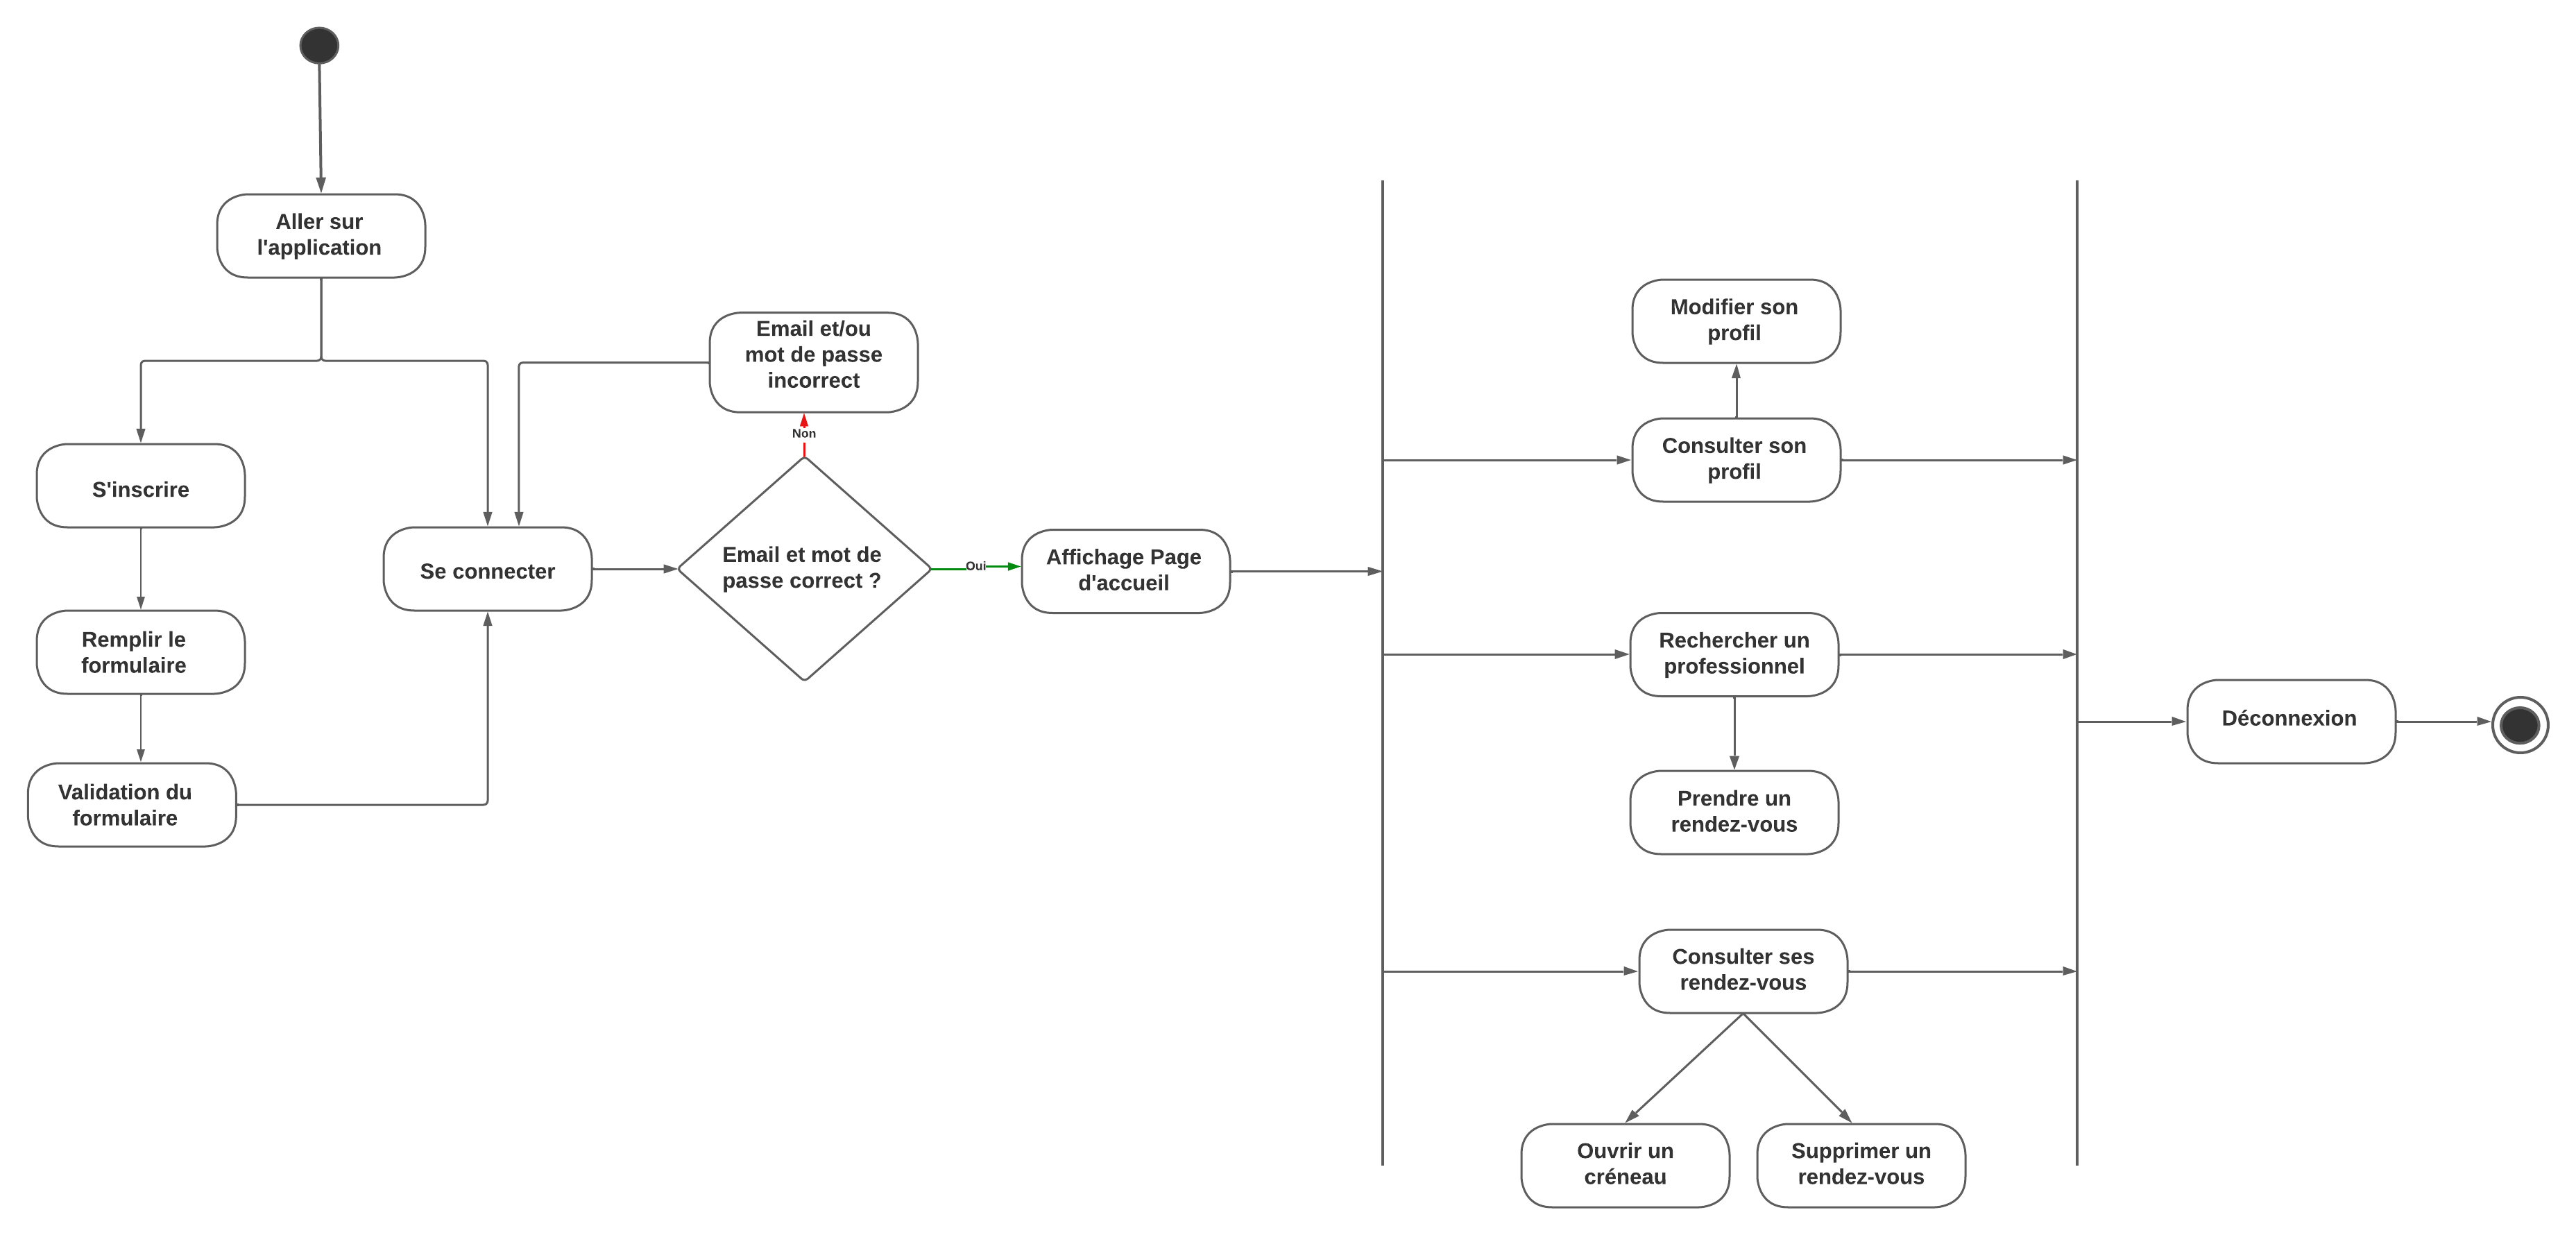 Aller sur
l'application
S'inscrire
Remplir le
formulaire
Validation du
formulaire
Se connecter
Email et/ou
mot de passe
incorrect
Non
Email et mot de
passe correct ?
Oui
Affichage Page
d'accueil
Modifier son
profil
Consulter son
profil
Rechercher un
professionnel
Prendre un
rendez-vous
Consulter ses
rendez-vous
Ouvrir un
créneau
Supprimer un
rendez-vous
Déconnexion